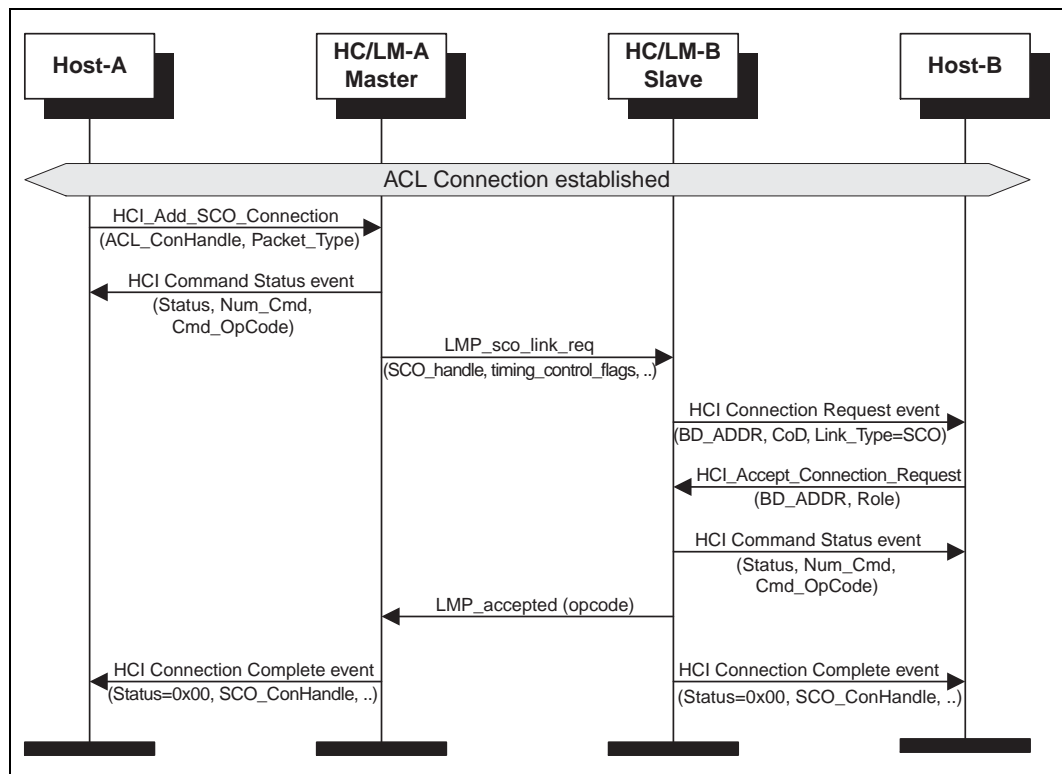 Host-A
HC/LM-A
Master
HC/LM-B
Slave
Host-B
ACL Connection established
HCI_Add_SCO_Connection
(ACL_ConHandle, Packet_Type)
HCI Command Status event
(Status, Num_Cmd,
Cmd_OpCode)
LMP_sco_link_req
(SCO_handle, timing_control_flags, ..)
HCI Connection Request event
(BD_ADDR, CoD, Link_Type=SCO)
HCI_Accept_Connection_Request
(BD_ADDR, Role)
HCI Command Status event
(Status, Num_Cmd,
Cmd_OpCode)
LMP_accepted (opcode)
HCI Connection Complete event
(Status=0x00, SCO_ConHandle, ..)
HCI Connection Complete event
(Status=0x00, SCO_ConHandle, ..)